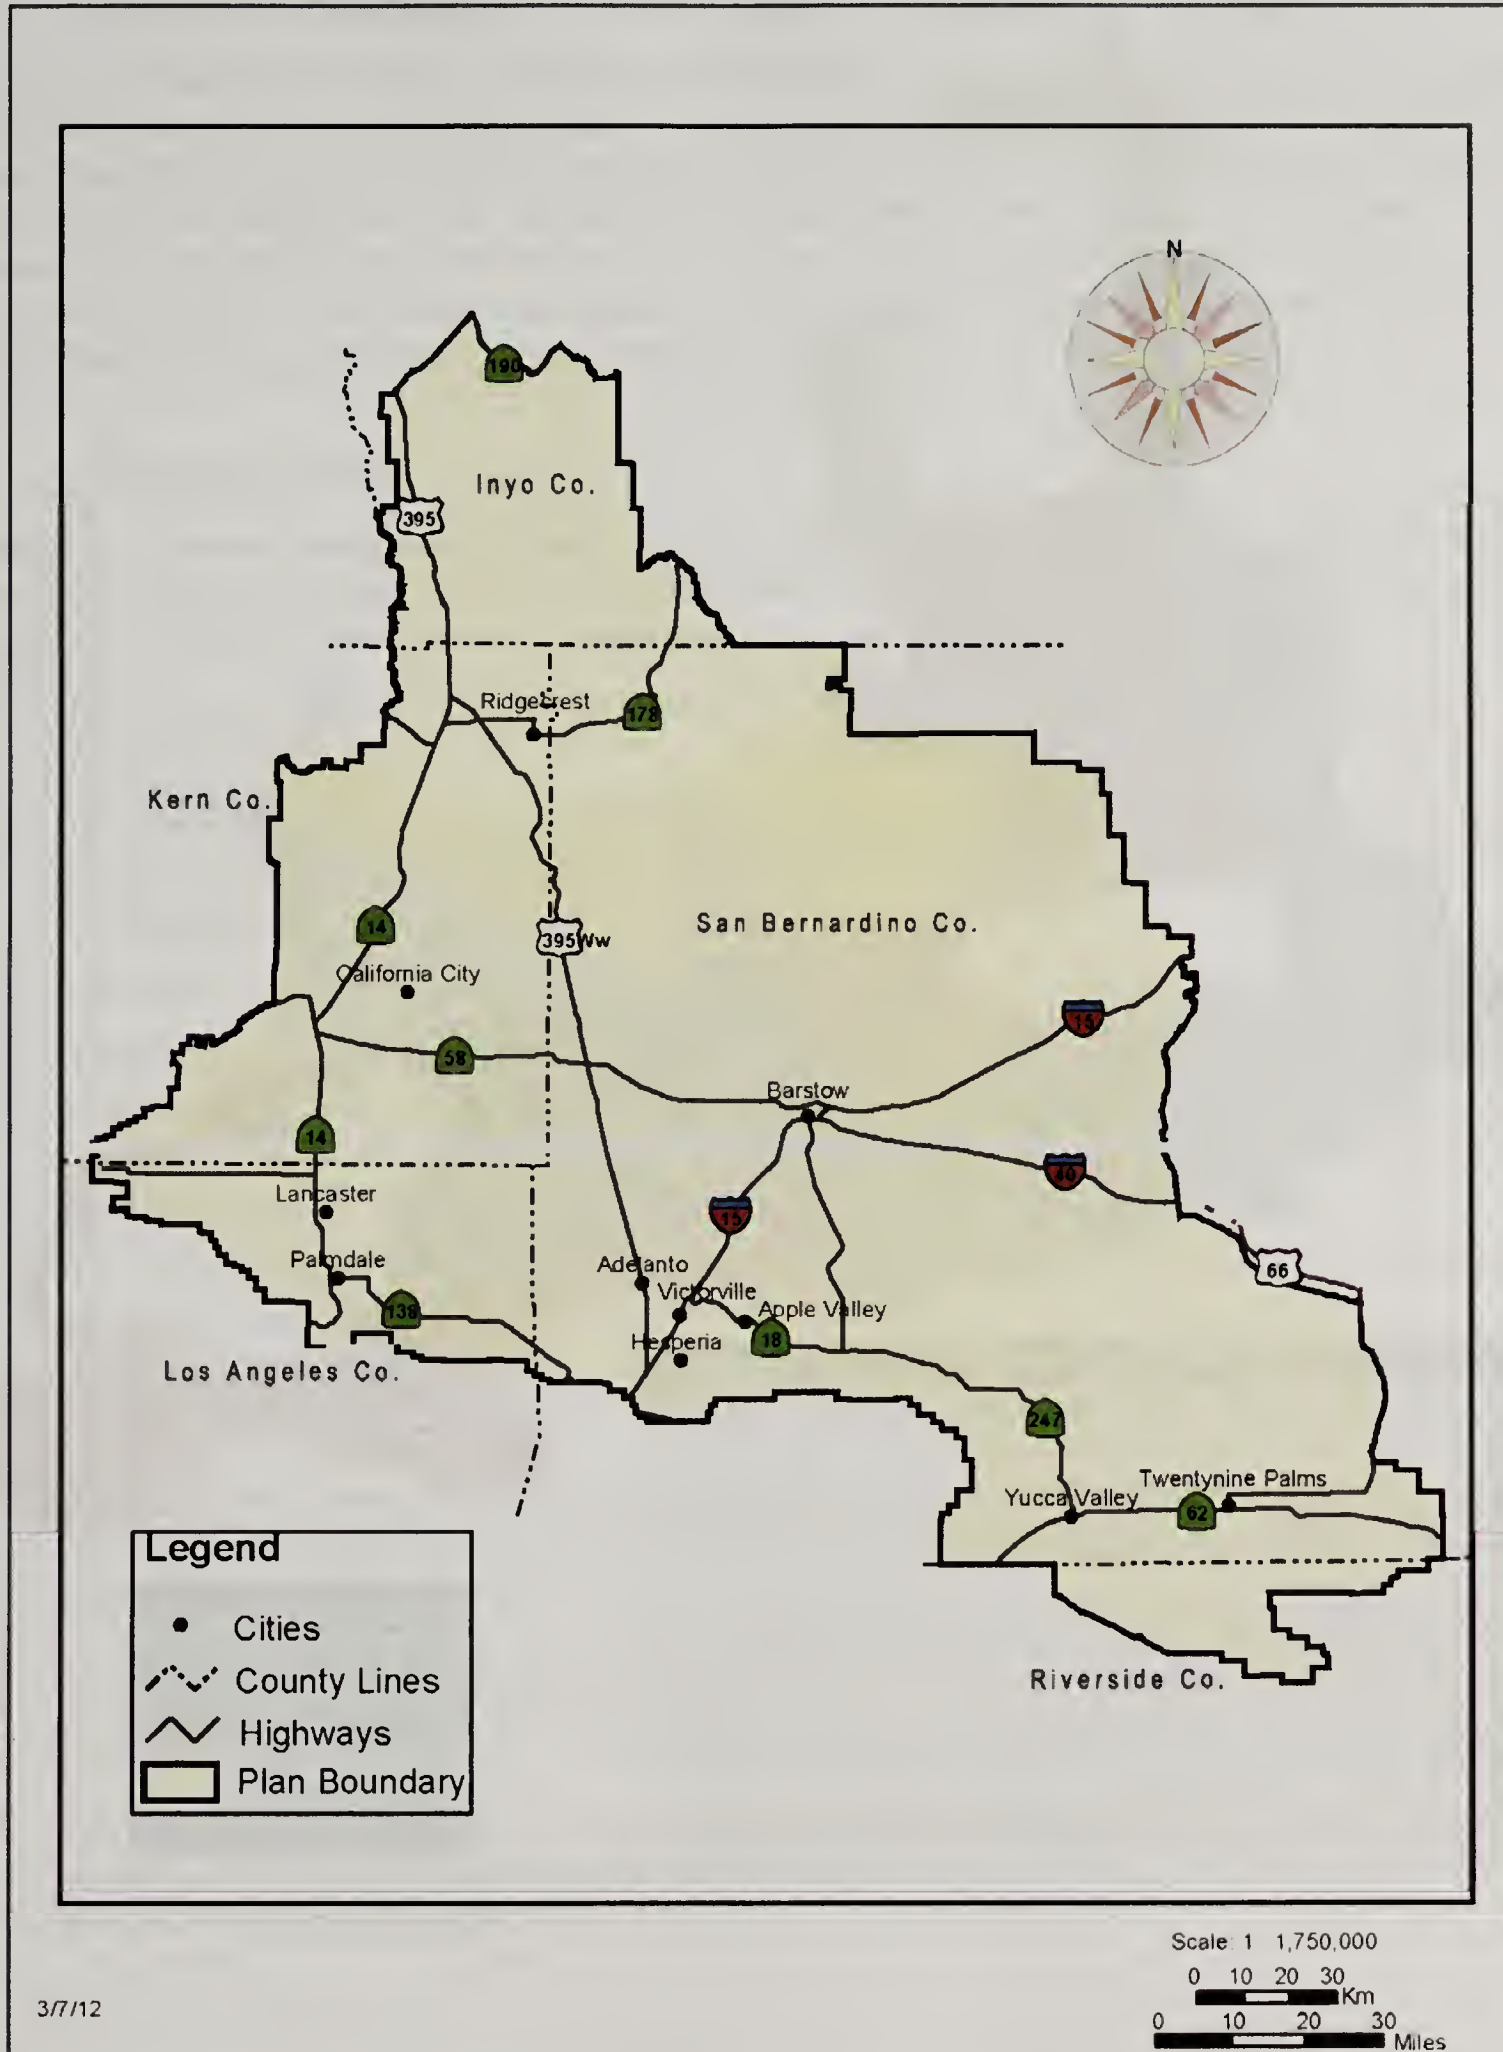 N
190
Inyo Co.
395
Ridgecrest
178
Kern Co.
14
395
Ww
San Bernardino Co.
California City
15
58
Barstow
14
40
Lancaster
15
Palmdale
Adelanto
66
Victorville
138
Apple Valley
18
Hesperia
Los Angeles Co.
247
Twentynine Palms
Yucca Valley
62
Legend
Cities
County Lines
Highways
Plan Boundary
Riverside Co.
Scale: 1 1,750,000
0 10 20 30
Km
0 10 20 30
Miles
3/7/12